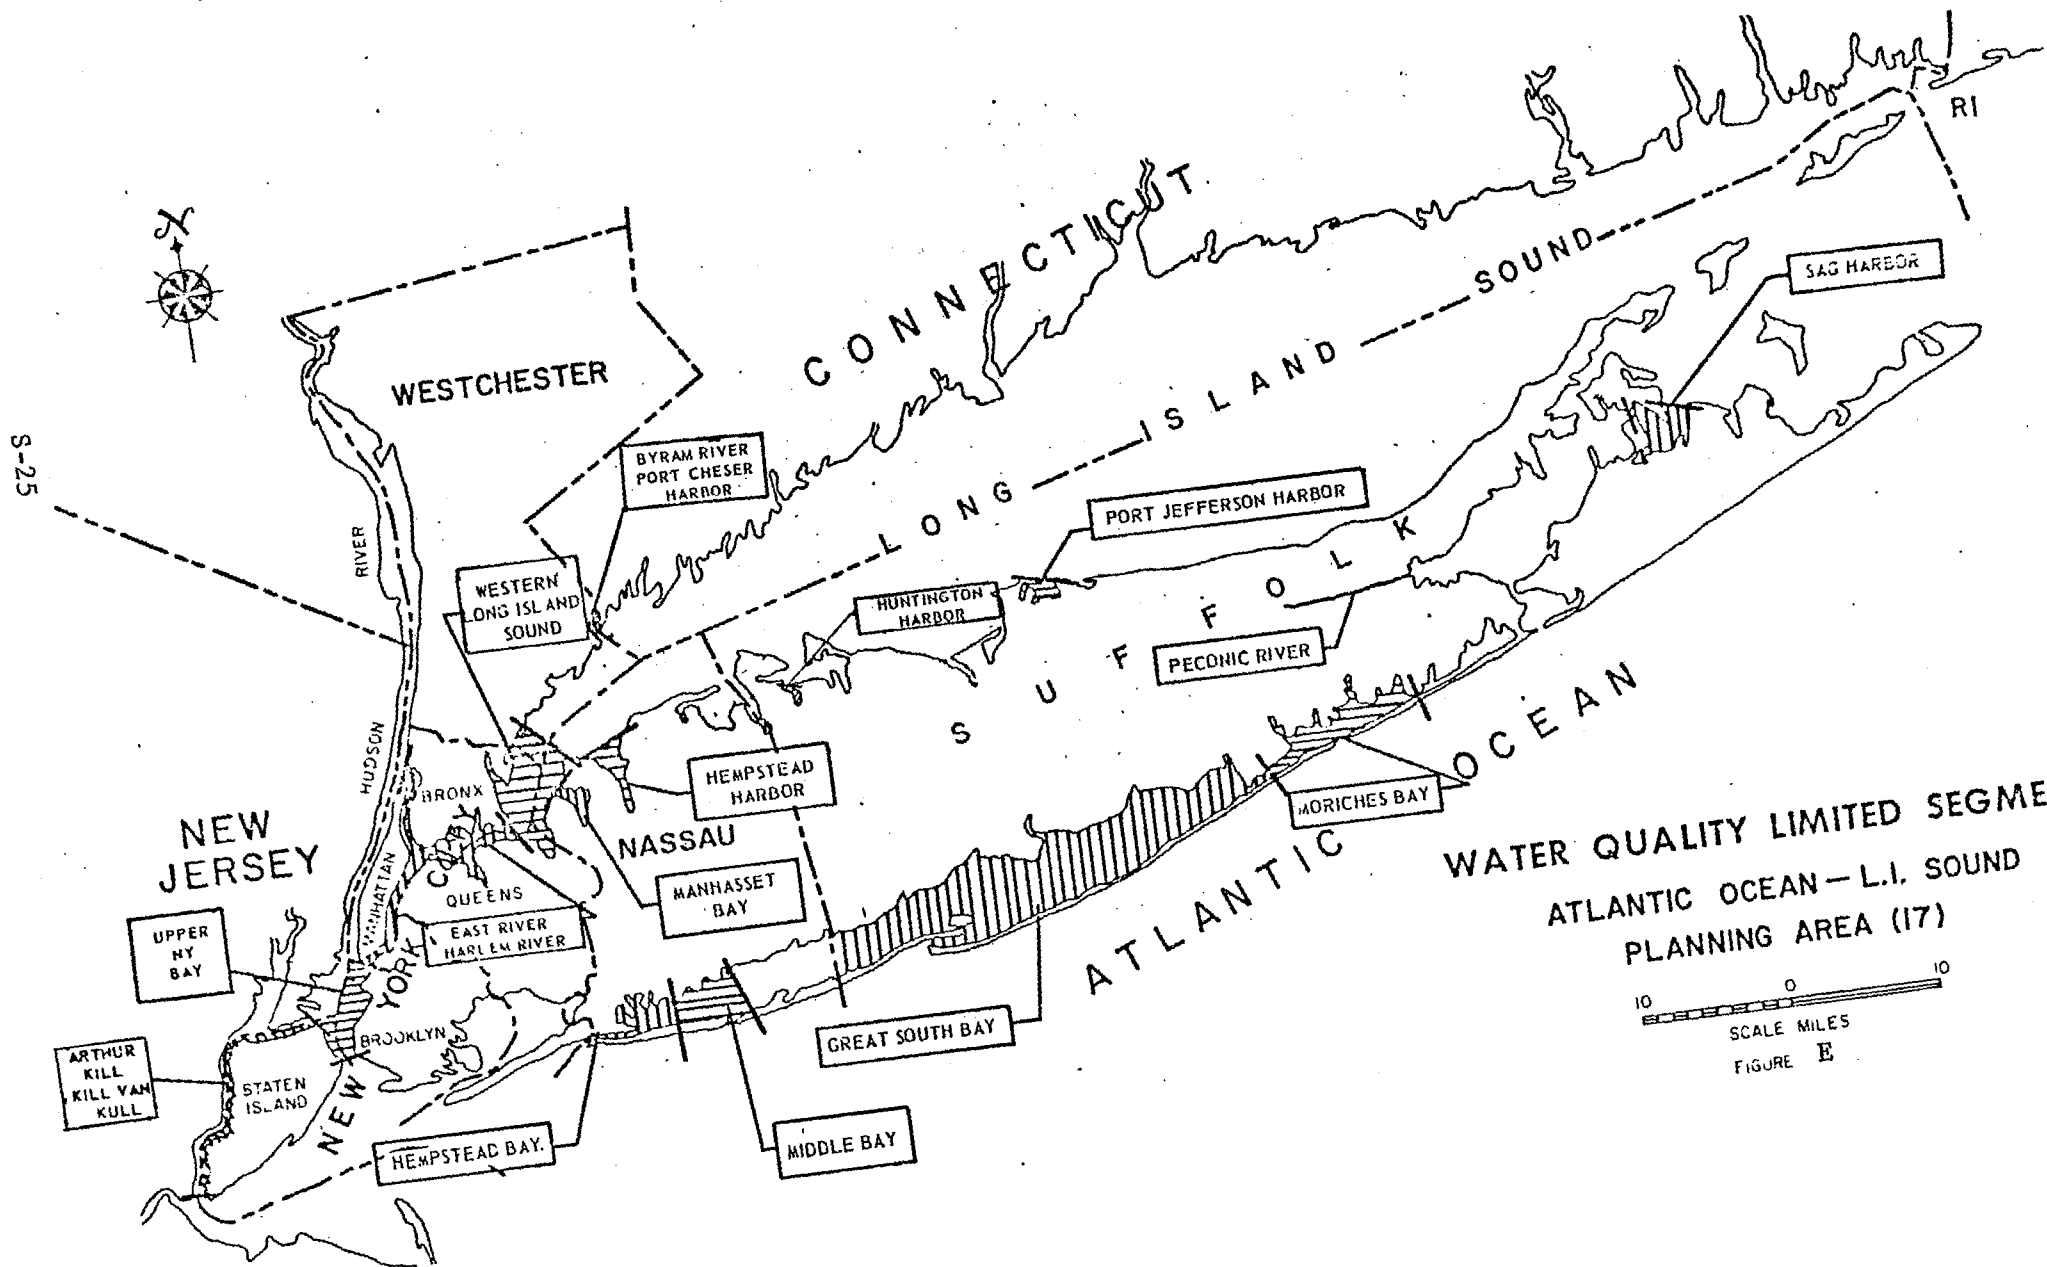 RI
N
SAG HARBOR
CONNECTICUT
LONG ISLAND SOUND
WESTCHESTER
S-25
BYRAM RIVER
PORT CHESER
HARBOR
PORT JEFFERSON HARBOR
WESTERN
LONG ISLAND
SOUND
HUNTINGTON
HARBOR
HUDSON RIVER
SUFFOLK
PECONIC RIVER
ATLANTIC OCEAN
HEMPSTEAD
HARBOR
MORICHES BAY
BRONX
NASSAU
NEW
JERSEY
MANHATTAN
QUEENS
MANHASSET
BAY
EAST RIVER
HARLEM RIVER
UPPER
NY
BAY
NEW YORK CITY
BROOKLYN
GREAT SOUTH BAY
ARTHUR
KILL
KILL VAN
KULL
STATEN
ISLAND
HEMPSTEAD BAY.
MIDDLE BAY
WATER QUALITY LIMITED SEGME
ATLANTIC OCEAN — L.I. SOUND
PLANNING AREA (17)
10 0 10
SCALE MILES
FIGURE E